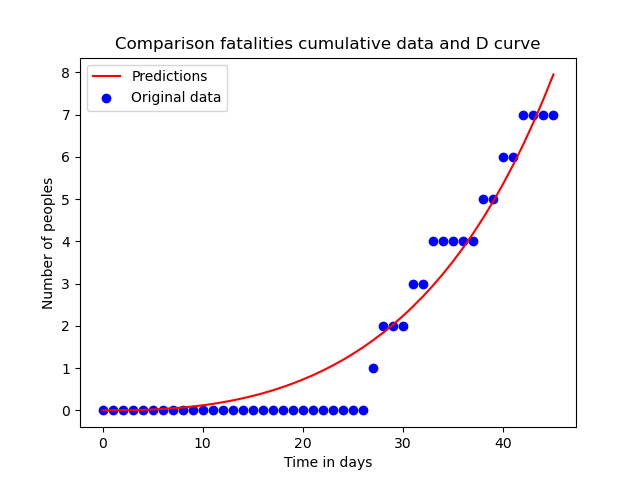 Comparison fatalities cumulative data and D curve
Predictions
Original data
Number of peoples
8
7
6
5
4
3
2
1
0
0 10 20 30 40
Time in days